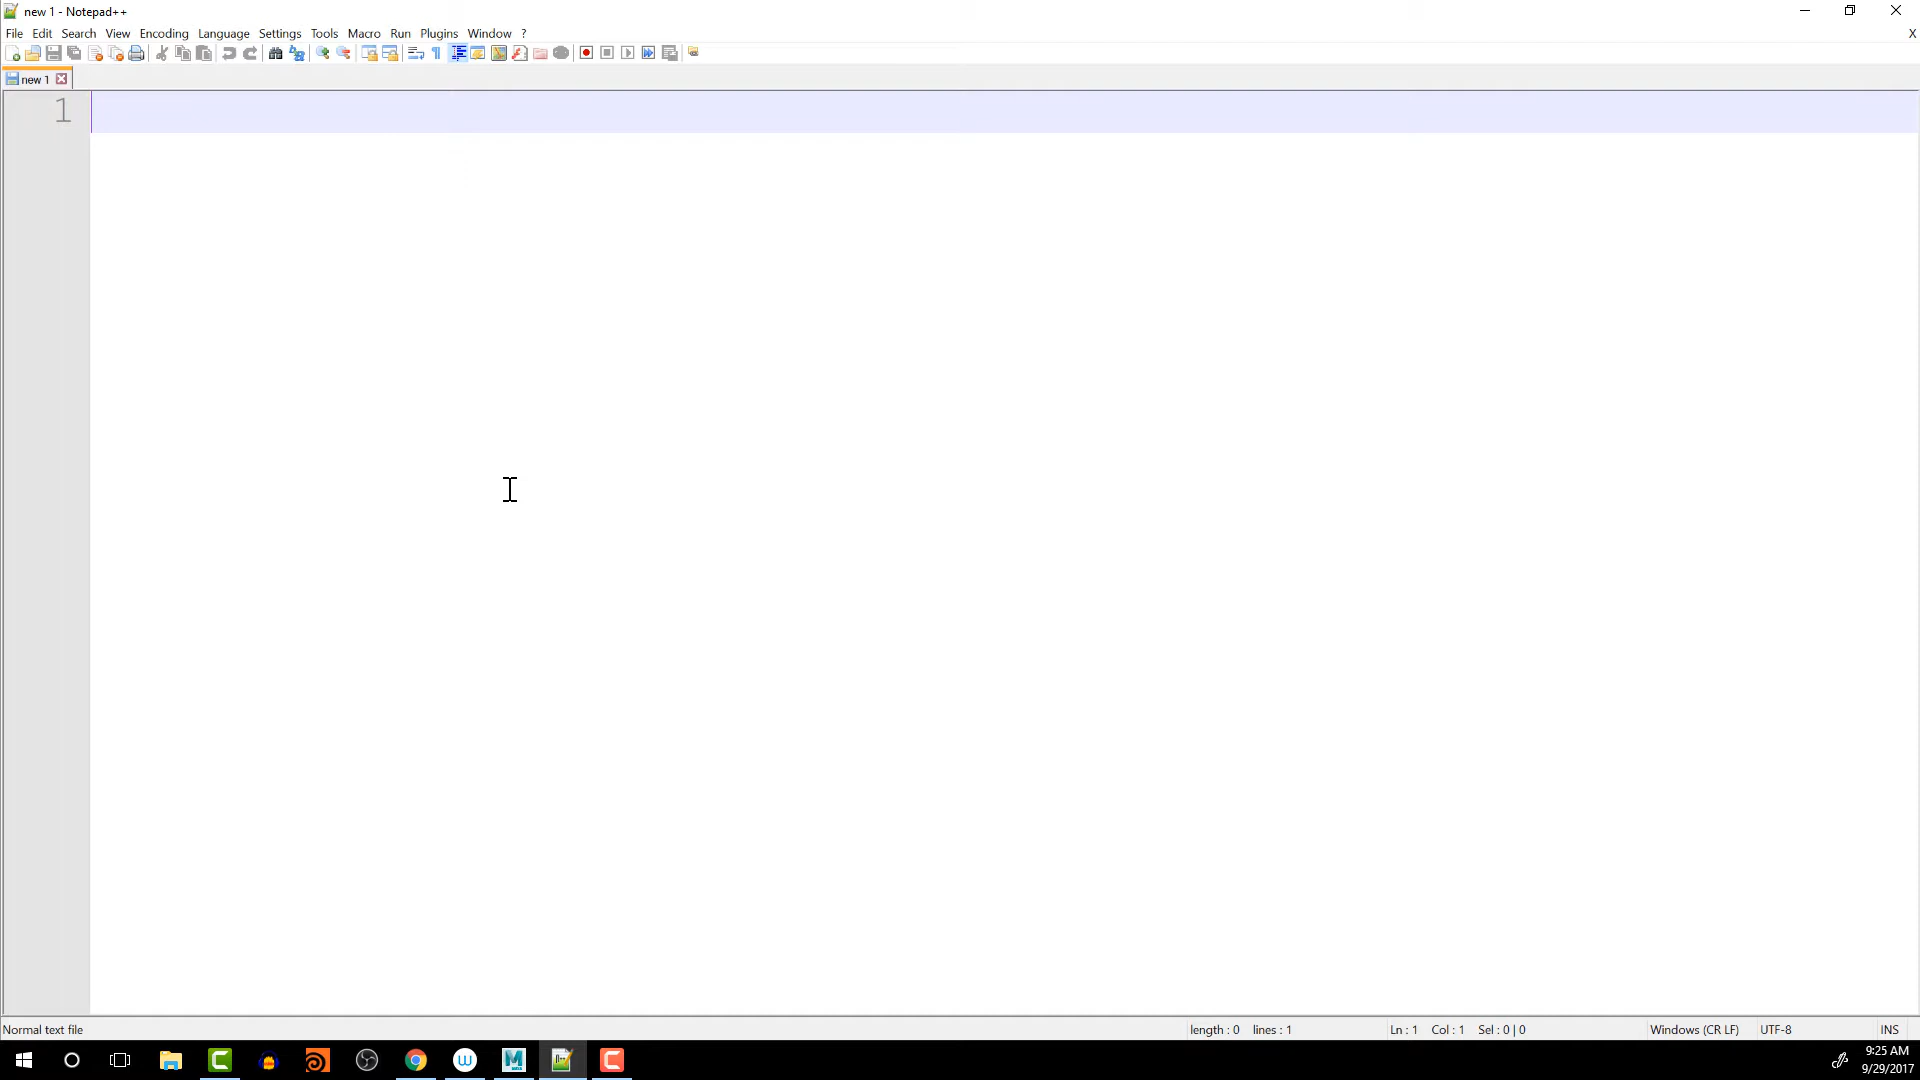 new 1 - Notepad++
File Edit Search View Encoding Language Settings Tools Macro Run Plugins Window ? X
new 1
1
Normal text file length : 0 lines : 1 Ln : 1 Col : 1 Sel : 0 | 0 Windows (CR LF) UTF-8 INS
9:25 AM
9/29/2017